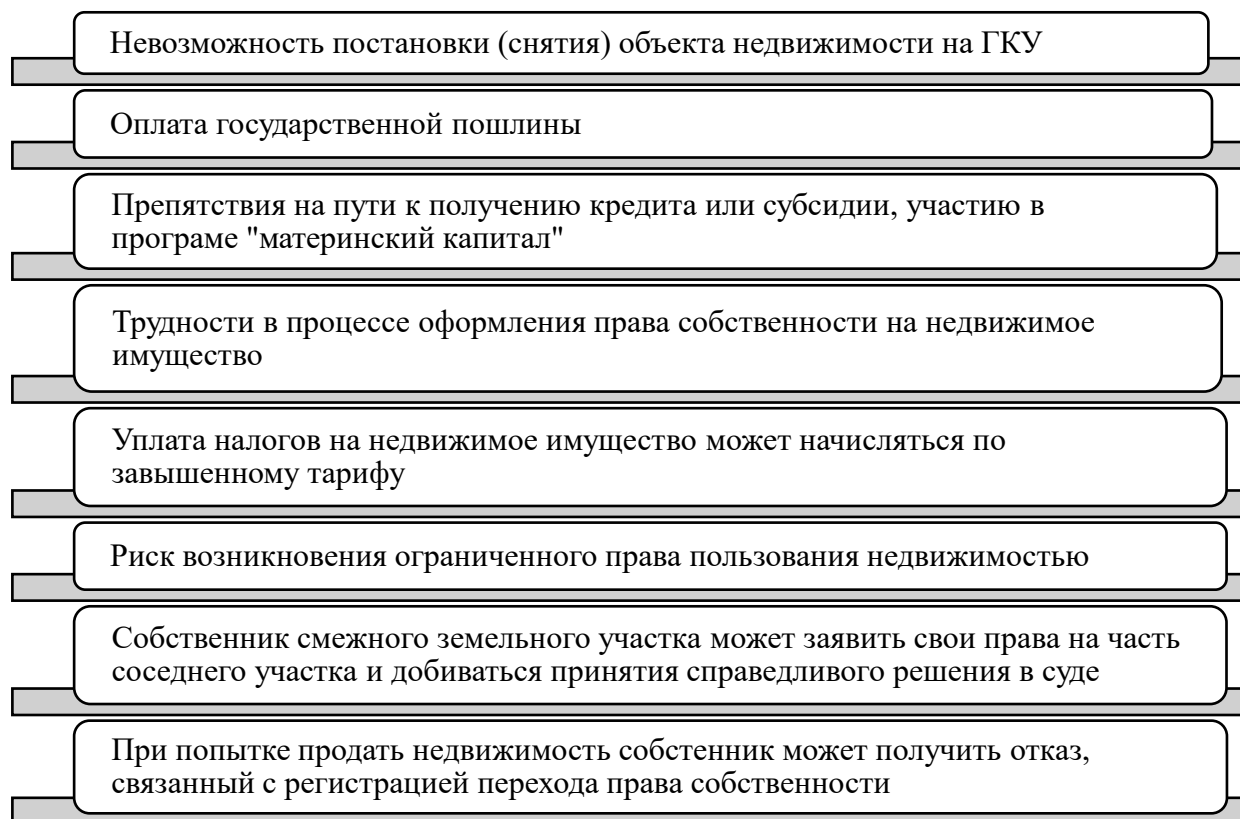 Невозможность постановки (снятия) объекта недвижимости на ГКУ
Оплата государственной пошлины
Препятствия на пути к получению кредита или субсидии, участию в
програме "материнский капитал"
Трудности в процессе оформления права собственности на недвижимое
имущество
Уплата налогов на недвижимое имущество может начисляться по
завышенному тарифу
Риск возникновения ограниченного права пользования недвижимостью
Собственник смежного земельного участка может заявить свои права на часть
соседнего участка и добиваться принятия справедливого решения в суде
При попытке продать недвижимость собстенник может получить отказ,
связанный с регистрацией перехода права собственности